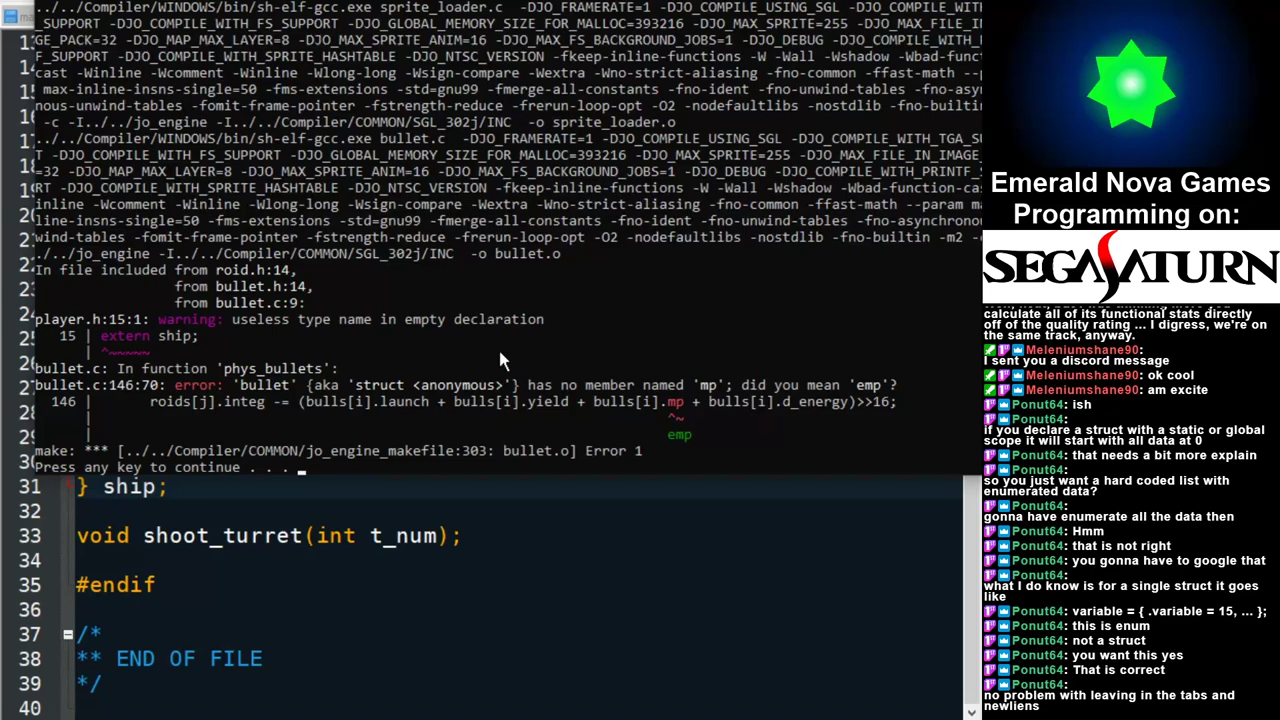 ../../Compiler/WINDOWS/bin/sh-elf-gcc.exe sprite_loader.c  -DJO_FRAMERATE=1 -DJO_COMPILE_USING_SGL -DJO_COMPILE_WITH
-DJO_COMPILE_WITH_FS_SUPPORT -DJO_GLOBAL_MEMORY_SIZE_FOR_MALLOC=393216 -DJO_MAX_SPRITE=255 -DJO_MAX_FILE_IN
GE_PACK=32 -DJO_MAP_MAX_LAYER=8 -DJO_MAX_SPRITE_ANIM=16 -DJO_MAX_FS_BACKGROUND_JOBS=1 -DJO_DEBUG -DJO_COMPILE_WITH_
F_SUPPORT -DJO_COMPILE_WITH_SPRITE_HASHTABLE -DJO_NTSC_VERSION -fkeep-inline-functions -W -Wall -Wshadow -Wbad-func
cast -Winline -Wcomment -Winline -Wlong-long -Wsign-compare -Wextra -Wno-strict-aliasing -fno-common -ffast-math --p
max-inline-insns-single=50 -fms-extensions -std=gnu99 -fmerge-all-constants -fno-ident -fno-unwind-tables -fno-asy
nous-unwind-tables -fomit-frame-pointer -fstrength-reduce -frerun-loop-opt -O2 -nodefaultlibs -nostdlib -fno-builtin
-c -I../../jo_engine -I../../Compiler/COMMON/SGL_302j/INC  -o sprite_loader.o
../../Compiler/WINDOWS/bin/sh-elf-gcc.exe bullet.c  -DJO_FRAMERATE=1 -DJO_COMPILE_USING_SGL -DJO_COMPILE_WITH_TGA_SU
T -DJO_COMPILE_WITH_FS_SUPPORT -DJO_GLOBAL_MEMORY_SIZE_FOR_MALLOC=393216 -DJO_MAX_SPRITE=255 -DJO_MAX_FILE_IN_IMAGE_
=32 -DJO_MAP_MAX_LAYER=8 -DJO_MAX_SPRITE_ANIM=16 -DJO_MAX_FS_BACKGROUND_JOBS=1 -DJO_DEBUG -DJO_COMPILE_WITH_PRINTF_S
RT -DJO_COMPILE_WITH_SPRITE_HASHTABLE -DJO_NTSC_VERSION -fkeep-inline-functions -W -Wall -Wshadow -Wbad-function-cas
inline -Wcomment -Winline -Wlong-long -Wsign-compare -Wextra -Wno-strict-aliasing -fno-common -ffast-math --param ma
line-insns-single=50 -fms-extensions -std=gnu99 -fmerge-all-constants -fno-ident -fno-unwind-tables -fno-asynchronou
wind-tables -fomit-frame-pointer -fstrength-reduce -frerun-loop-opt -O2 -nodefaultlibs -nostdlib -fno-builtin -m2 -c
./../jo_engine -I../../Compiler/COMMON/SGL_302j/INC  -o bullet.o
In file included from roid.h:14,
from bullet.h:14,
from bullet.c:9:
player.h:15:1: warning: useless type name in empty declaration
15 | extern ship;
| ^~~~~~
bullet.c: In function 'phys_bullets':
bullet.c:146:70: error: 'bullet' {aka 'struct <anonymous>'} has no member named 'mp'; did you mean 'emp'?
146 |       roids[j].integ -= (bulls[i].launch + bulls[i].yield + bulls[i].mp + bulls[i].d_energy)>>16;
| ^~
| emp
make: *** [../../Compiler/COMMON/jo_engine_makefile:303: bullet.o] Error 1
Press any key to continue . . .
31 } ship;
32
33 void shoot_turret(int t_num);
34
35 #endif
36
37 /*
38 ** END OF FILE
39 */
40
Emerald Nova Games
Programming on:
SEGA SATURN
calculate all of its functional stats directly
off of the quality rating ... I digress, we're on
the same track, anyway.
Meleniumshane90:
I sent you a discord message
Meleniumshane90: ok cool
Meleniumshane90: am excite
Ponut64: ish
Ponut64:
if you declare a struct with a static or global
scope it will start with all data at 0
Ponut64: that needs a bit more explain
Ponut64:
so you just want a hard coded list with
enumerated data?
Ponut64:
gonna have enumerate all the data then
Ponut64: Hmm
Ponut64: that is not right
Ponut64: you gonna have to google that
Ponut64:
what I do know is for a single struct it goes
like
Ponut64: variable = { .variable = 15, ... };
Ponut64: this is enum
Ponut64: not a struct
Ponut64: you want this yes
Ponut64: That is correct
Ponut64:
no problem with leaving in the tabs and
newliens